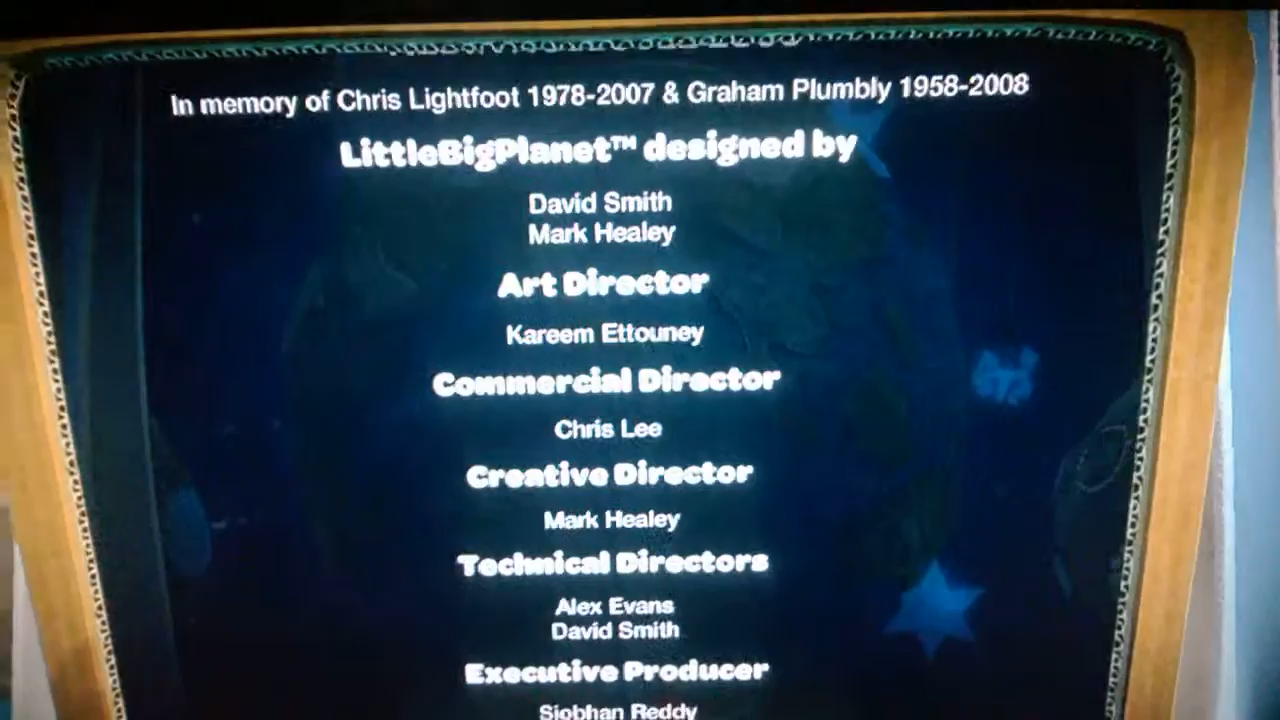 In memory of Chris Lightfoot 1978-2007 & Graham Plumbly 1958-2008
LittleBigPlanet™ designed by
David Smith
Mark Healey
Art Director
Kareem Ettouney
Commercial Director
Chris Lee
Creative Director
Mark Healey
Technical Directors
Alex Evans
David Smith
Executive Producer
Siobhan Reddy